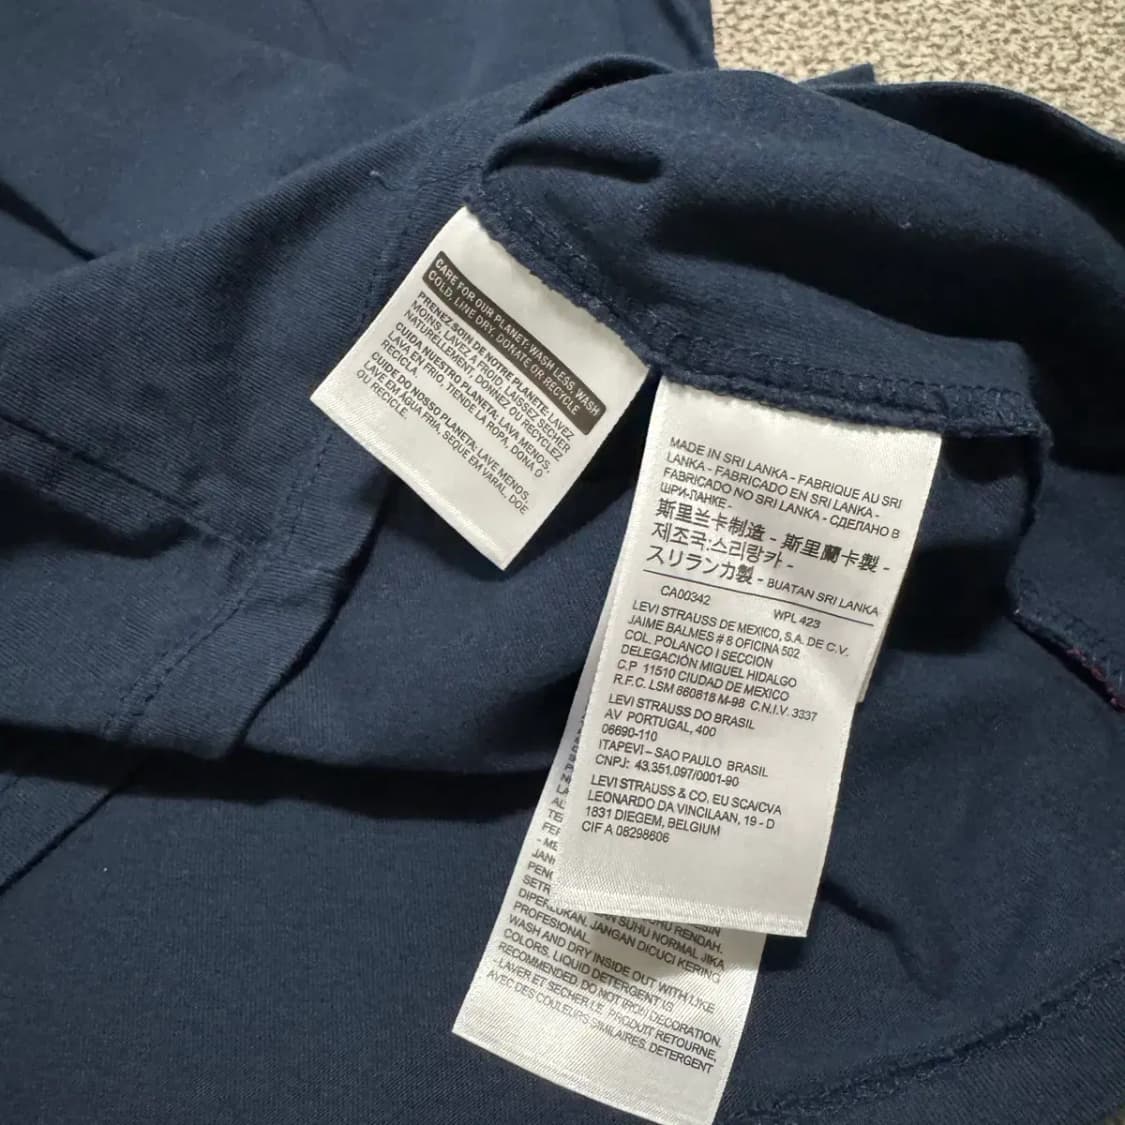 CARE FOR OUR PLANET: WASH LESS, WASH
COLD, LINE DRY, DONATE OR RECYCLE
PRENEZ SOIN DE NOTRE PLANETE: LAVEZ
MOINS, LAVEZ A FROID, LAISSEZ SECHER
NATURELLEMENT, DONNEZ OU RECYCLEZ
CUIDA NUESTRO PLANETA: LAVA MENOS,
LAVA EN FRIO, TIENDE LA ROPA, DONA O
RECICLA.
CUIDE DO NOSSO PLANETA: LAVE MENOS,
LAVE EM AGUA FRIA, SEQUE EM VARAL, DOE
OU RECICLE.
MADE IN SRI LANKA - FABRIQUE AU SRI
LANKA - FABRICADO EN SRI LANKA -
FABRICADO NO SRI LANKA - СДЕЛАНО В
ШРИ-ЛАНКЕ -
斯里兰卡制造 - 斯里蘭卡製 -
제조국:스리랑카 -
スリランカ製 - BUATAN SRI LANKA
CA00342 WPL 423
LEVI STRAUSS DE MEXICO, S.A. DE C.V.
JAIME BALMES # 8 OFICINA 502
COL. POLANCO I SECCION
DELEGACIÓN MIGUEL HIDALGO
C.P 11510 CIUDAD DE MEXICO
R.F.C. LSM 860818 M-98 C.N.I.V. 3337
LEVI STRAUSS DO BRASIL
AV PORTUGAL, 400
06690-110
ITAPEVI – SAO PAULO BRASIL
CNPJ: 43.351.097/0001-90
LEVI STRAUSS & CO. EU SCA/CVA
LEONARDO DA VINCILAAN, 19 - D
1831 DIEGEM, BELGIUM
CIF A 08298606
SUHU RENDAH.
DIPERLUKAN. JANGAN DICUCI KERING
SUHU NORMAL JIKA
PROFESIONAL.
WASH AND DRY INSIDE OUT WITH LIKE
COLORS, LIQUID DETERGENT IS
RECOMMENDED, DO NOT IRON DECORATION.
- LAVER ET SECHER LE PRODUIT RETOURNE,
AVEC DES COULEURS SIMILAIRES, DETERGENT